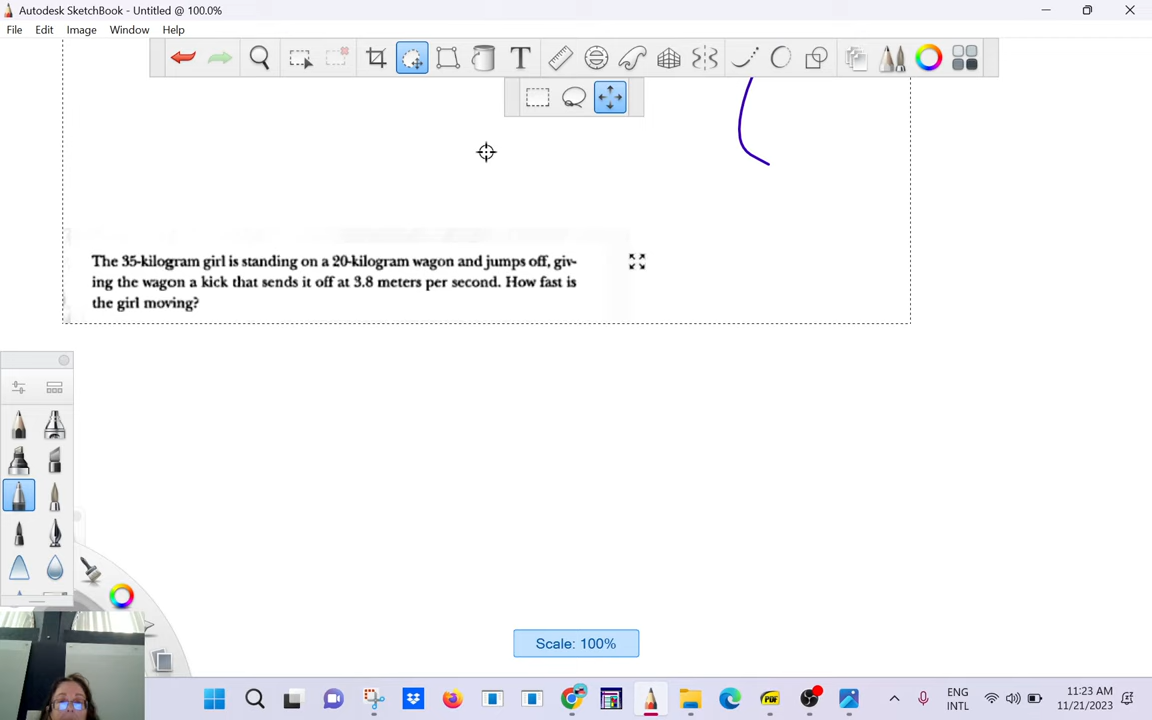 Autodesk SketchBook - Untitled @ 100.0%
File Edit Image Window Help
T
The 35-kilogram girl is standing on a 20-kilogram wagon and jumps off, giv-
ing the wagon a kick that sends it off at 3.8 meters per second. How fast is
the girl moving?
Scale: 100%
PDF
ENG
INTL
11:23 AM
11/21/2023